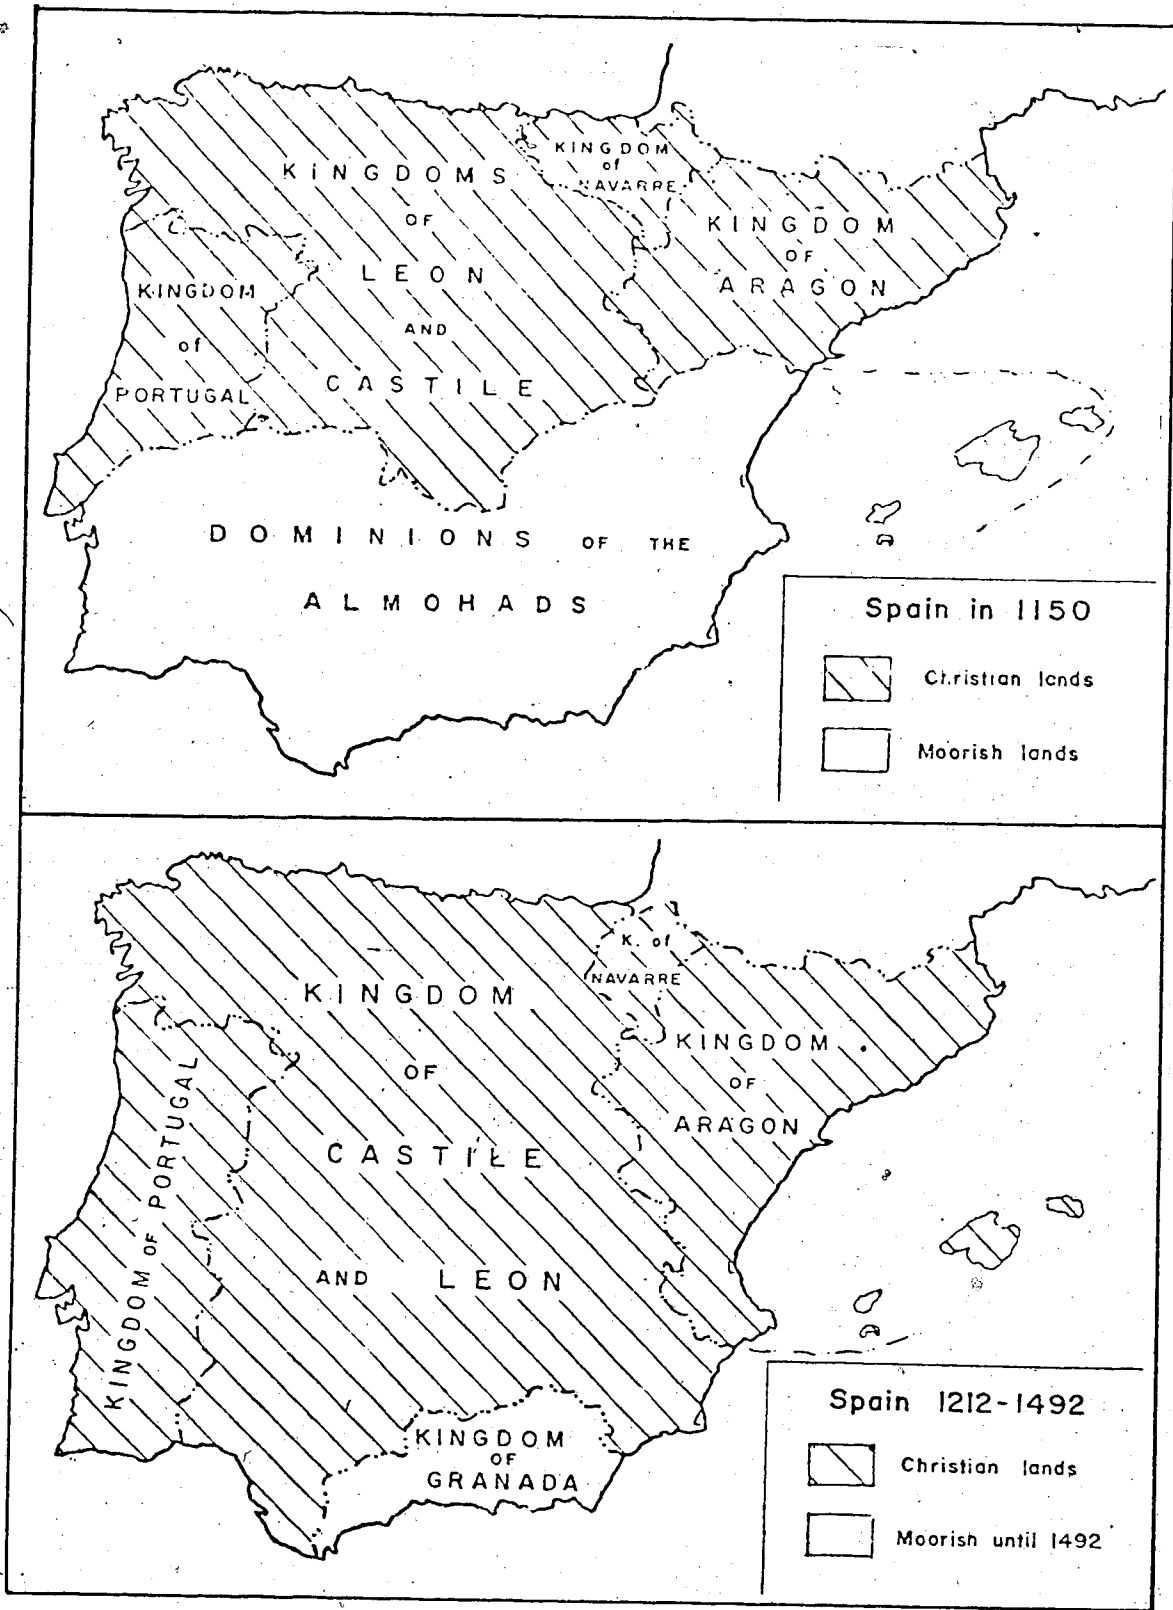 KINGDOMS
OF
LEON
AND
CASTILE
KINGDOM
of
NAVARRE
KINGDOM
OF
ARAGON
KINGDOM
of
PORTUGAL
DOMINIONS OF THE
ALMOHADS
Spain in 1150
Christian lands
Moorish lands
KINGDOM
OF
CASTILE
AND LEON
K. of
NAVARRE
KINGDOM
OF
ARAGON
KINGDOM OF PORTUGAL
KINGDOM
OF
GRANADA
Spain 1212-1492
Christian lands
Moorish until 1492